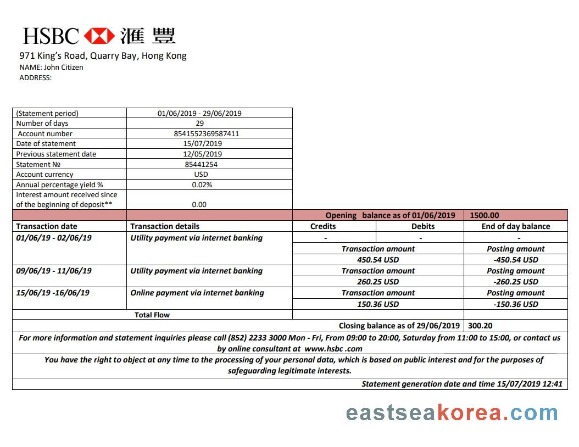 HSBC 滙豐
971 King's Road, Quarry Bay, Hong Kong
NAME: John Citizen
ADDRESS:
(Statement period) 01/06/2019 - 29/06/2019
Number of days 29
Account number 8541552369587411
Date of statement 15/07/2019
Previous statement date 12/05/2019
Statement № 85441254
Account currency USD
Annual percentage yield % 0.02%
Interest amount received since
of the beginning of deposit** 0.00
Opening balance as of 01/06/2019 1500.00
Transaction date Transaction details Credits Debits End of day balance
01/06/19 - 02/06/19 Utility payment via internet banking - - -
Transaction amount Posting amount
450.54 USD -450.54 USD
09/06/19 - 11/06/19 Utility payment via internet banking Transaction amount Posting amount
260.25 USD -260.25 USD
15/06/19 -16/06/19 Online payment via internet banking Transaction amount Posting amount
150.36 USD -150.36 USD
Total Flow
Closing balance as of 29/06/2019 300.20
For more information and statement inquiries please call (852) 2233 3000 Mon - Fri, From 09:00 to 20:00, Saturday from 11:00 to 15:00, or contact us
by online consultant at www.hsbc .com
You have the right to object at any time to the processing of your personal data, which is based on public interest and for the purposes of
safeguarding legitimate interests.
Statement generation date and time 15/07/2019 12:41
eastseakorea.com